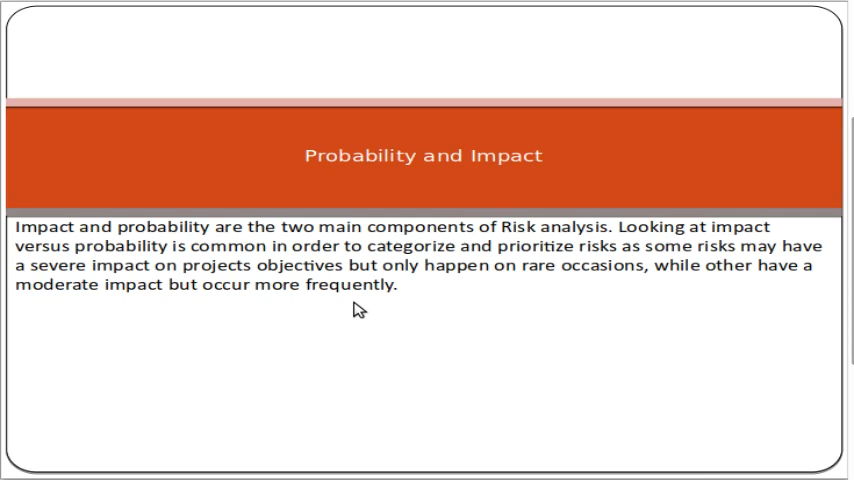 Probability and Impact
Impact and probability are the two main components of Risk analysis. Looking at impact
versus probability is common in order to categorize and prioritize risks as some risks may have
a severe impact on projects objectives but only happen on rare occasions, while other have a
moderate impact but occur more frequently.